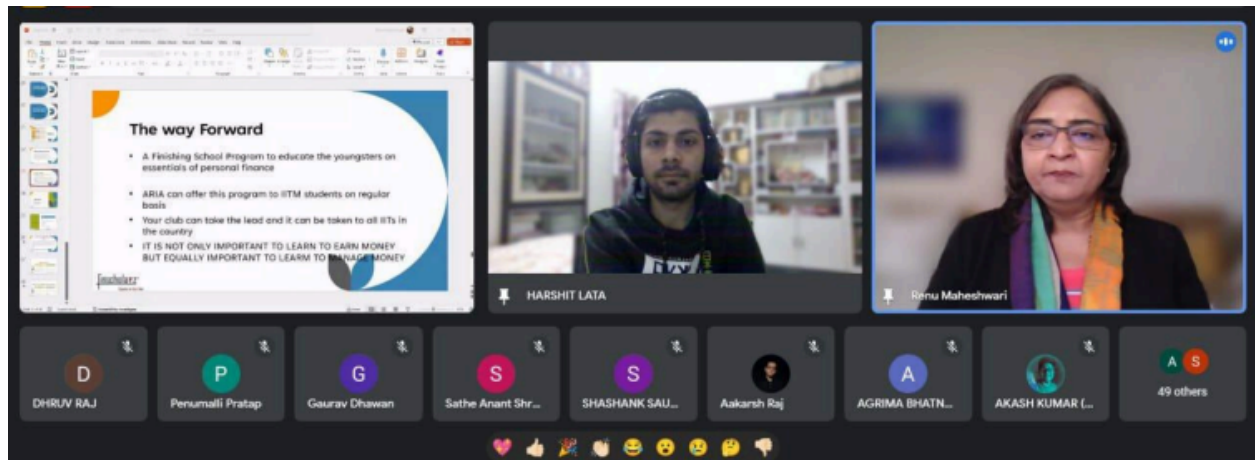 The way Forward
• A Finishing School Program to educate the youngsters on
essentials of personal finance
• ARIA can offer this program to IITM students on regular
basis
• Your club can take the lead and it can be taken to all IITs in
the country
• IT IS NOT ONLY IMPORTANT TO LEARN TO EARN MONEY
BUT EQUALLY IMPORTANT TO LEARM TO MANAGE MONEY
HARSHIT LATA
Renu Maheshwari
D
DHRUV RAJ
P
Penumalli Pratap
G
Gaurav Dhawan
S
Sathe Anant Shr...
S
SHASHANK SAU...
Aakarsh Raj
A
AGRIMA BHATN...
AKASH KUMAR (...
A S
49 others